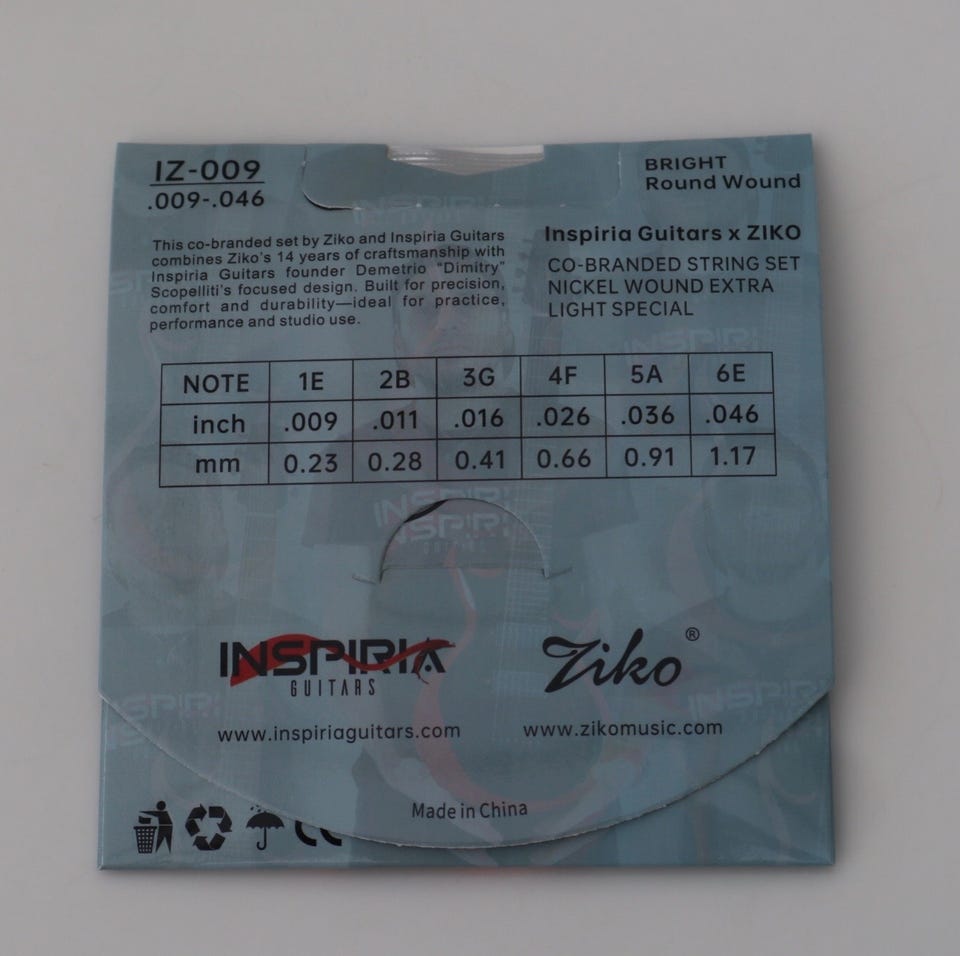 IZ-009
.009-.046
BRIGHT
Round Wound
This co-branded set by Ziko and Inspiria Guitars
combines Ziko's 14 years of craftsmanship with
Inspiria Guitars founder Demetrio "Dimitry"
Scopelliti's focused design. Built for precision,
comfort and durability—ideal for practice,
performance and studio use.
Inspiria Guitars x ZIKO
CO-BRANDED STRING SET
NICKEL WOUND EXTRA
LIGHT SPECIAL
NOTE 1E 2B 3G 4F 5A 6E
inch .009 .011 .016 .026 .036 .046
mm 0.23 0.28 0.41 0.66 0.91 1.17
INSPIRIA
GUITARS
Ziko®
www.inspiriaguitars.com
www.zikomusic.com
Made in China